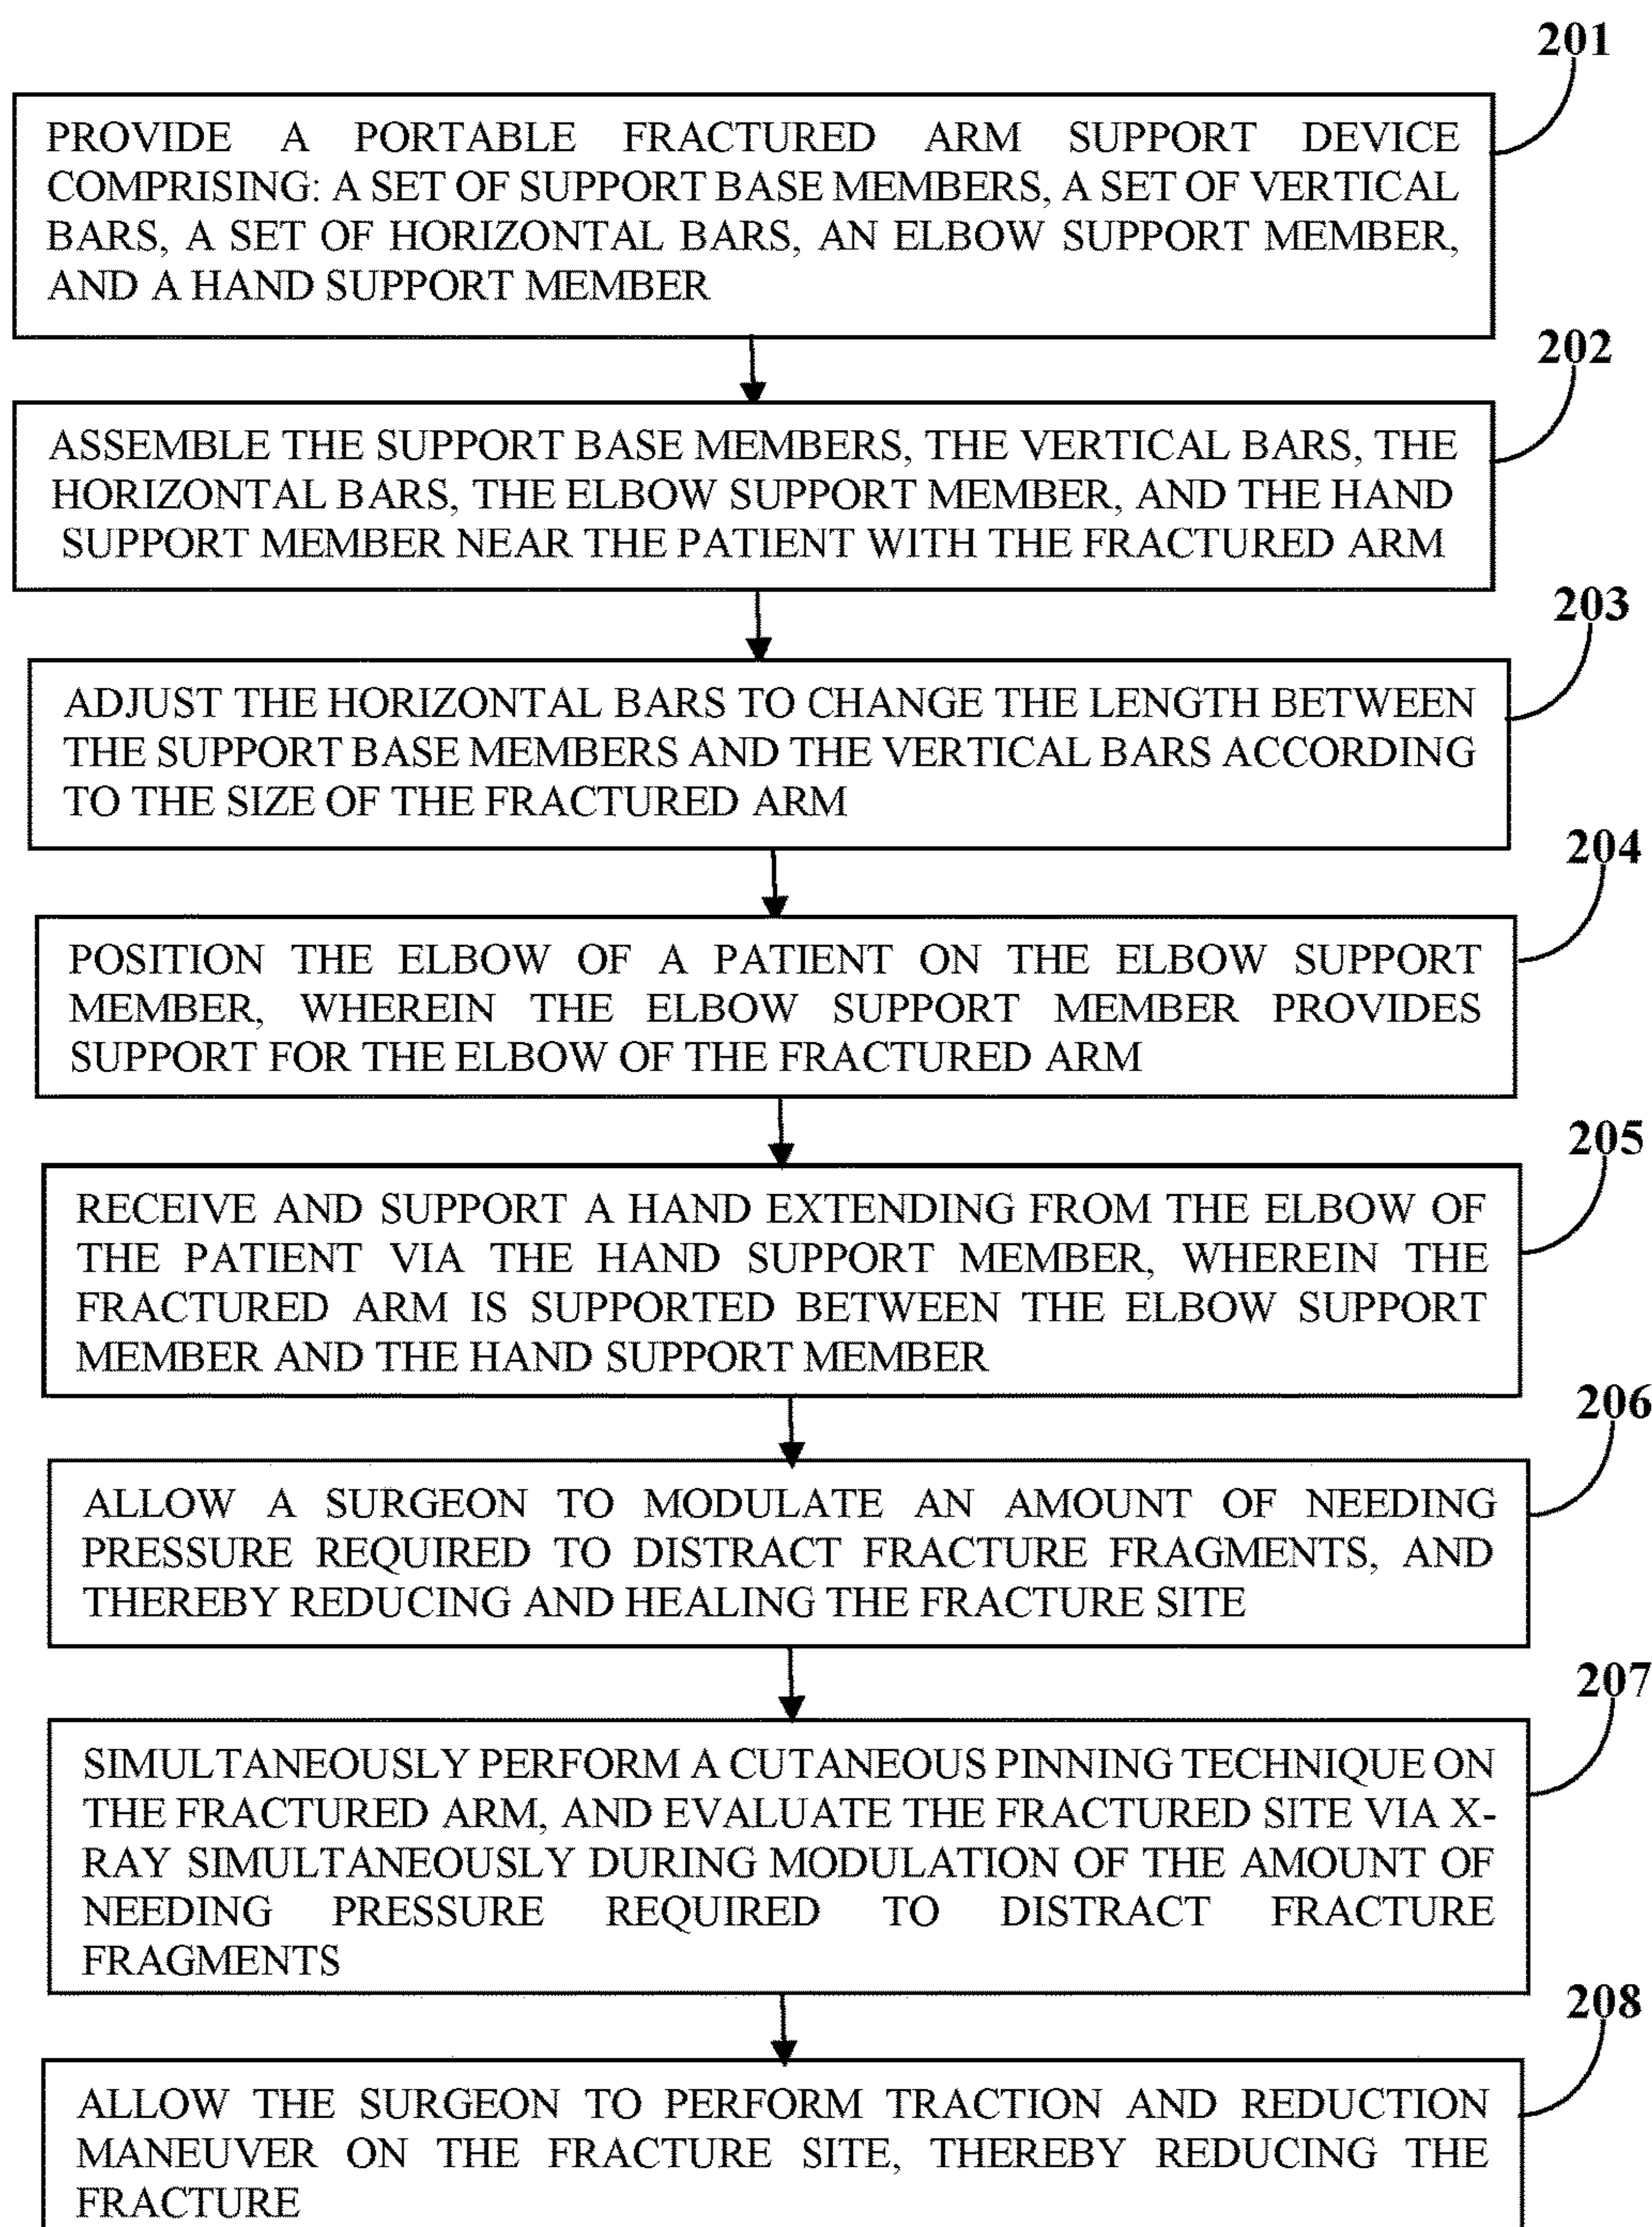 201
PROVIDE A PORTABLE FRACTURED ARM SUPPORT DEVICE
COMPRISING: A SET OF SUPPORT BASE MEMBERS, A SET OF VERTICAL
BARS, A SET OF HORIZONTAL BARS, AN ELBOW SUPPORT MEMBER,
AND A HAND SUPPORT MEMBER
202
ASSEMBLE THE SUPPORT BASE MEMBERS, THE VERTICAL BARS, THE
HORIZONTAL BARS, THE ELBOW SUPPORT MEMBER, AND THE HAND
SUPPORT MEMBER NEAR THE PATIENT WITH THE FRACTURED ARM
203
ADJUST THE HORIZONTAL BARS TO CHANGE THE LENGTH BETWEEN
THE SUPPORT BASE MEMBERS AND THE VERTICAL BARS ACCORDING
TO THE SIZE OF THE FRACTURED ARM
204
POSITION THE ELBOW OF A PATIENT ON THE ELBOW SUPPORT
MEMBER, WHEREIN THE ELBOW SUPPORT MEMBER PROVIDES
SUPPORT FOR THE ELBOW OF THE FRACTURED ARM
205
RECEIVE AND SUPPORT A HAND EXTENDING FROM THE ELBOW OF
THE PATIENT VIA THE HAND SUPPORT MEMBER, WHEREIN THE
FRACTURED ARM IS SUPPORTED BETWEEN THE ELBOW SUPPORT
MEMBER AND THE HAND SUPPORT MEMBER
206
ALLOW A SURGEON TO MODULATE AN AMOUNT OF NEEDING
PRESSURE REQUIRED TO DISTRACT FRACTURE FRAGMENTS, AND
THEREBY REDUCING AND HEALING THE FRACTURE SITE
207
SIMULTANEOUSLY PERFORM A CUTANEOUS PINNING TECHNIQUE ON
THE FRACTURED ARM, AND EVALUATE THE FRACTURED SITE VIA X-
RAY SIMULTANEOUSLY DURING MODULATION OF THE AMOUNT OF
NEEDING PRESSURE REQUIRED TO DISTRACT FRACTURE
FRAGMENTS
208
ALLOW THE SURGEON TO PERFORM TRACTION AND REDUCTION
MANEUVER ON THE FRACTURE SITE, THEREBY REDUCING THE
FRACTURE